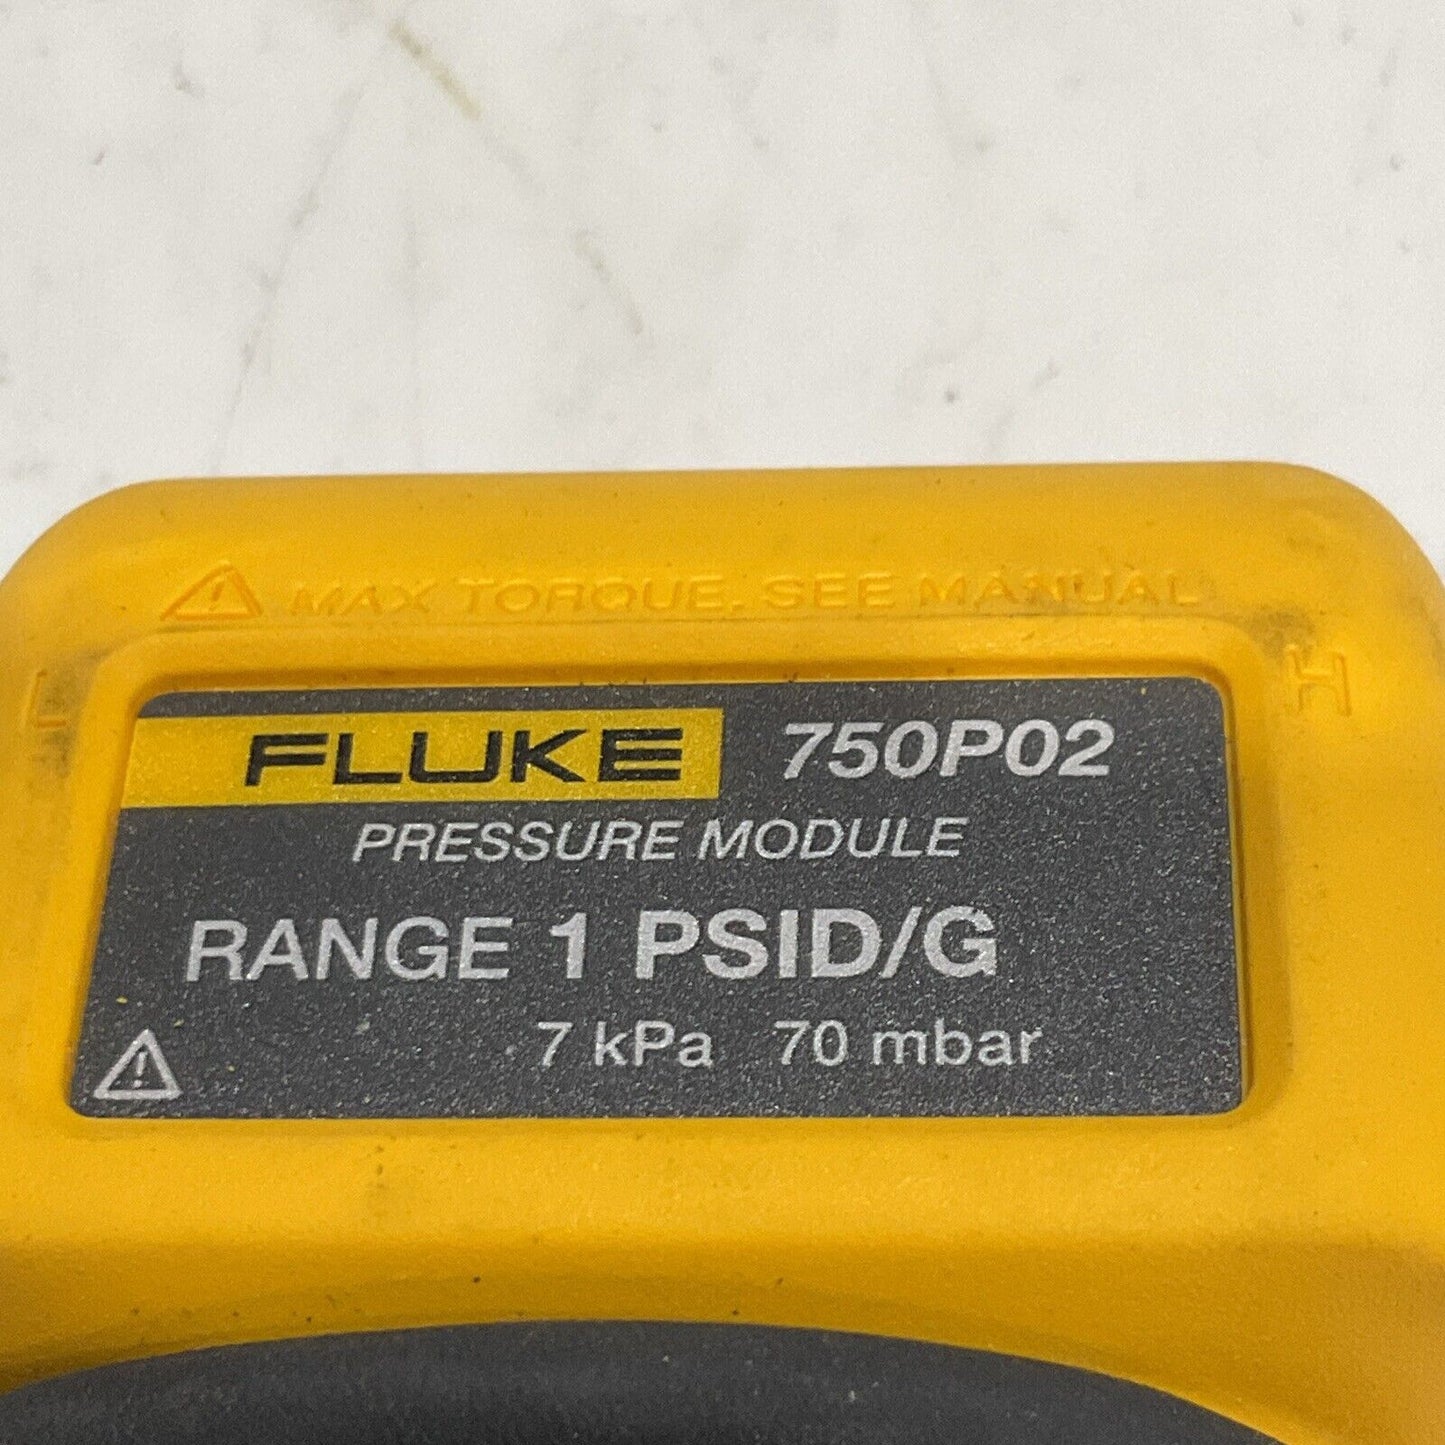 MAX TORQUE, SEE MANUAL
L H
FLUKE 750P02
PRESSURE MODULE
RANGE 1 PSID/G
7 kPa 70 mbar